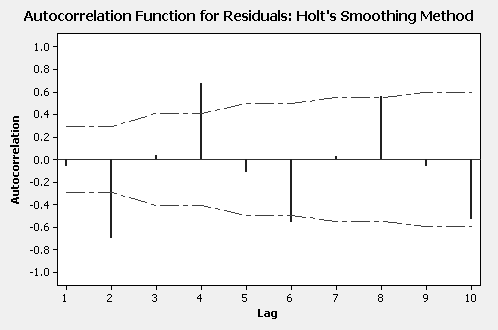 Autocorrelation Function for Residuals: Holt's Smoothing Method
1.0
0.8
0.6
0.4
0.2
0.0
-0.2
-0.4
-0.6
-0.8
-1.0
Autocorrelation
1 2 3 4 5 6 7 8 9 10
Lag